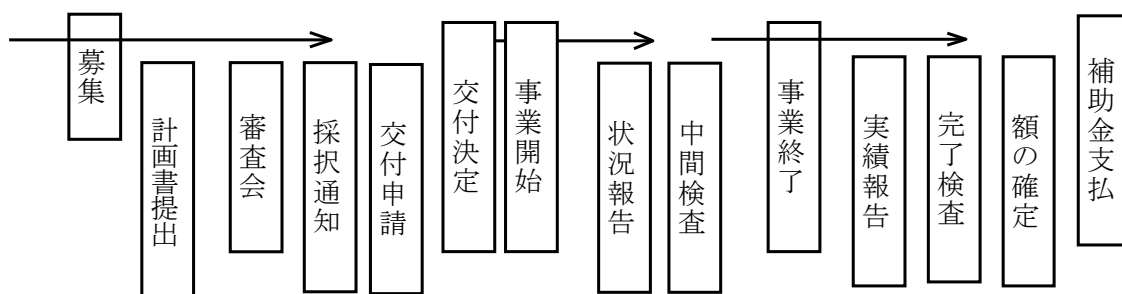 募集
計画書提出
審査会
採択通知
交付申請
交付決定
事業開始
状況報告
中間検査
事業終了
実績報告
完了検査
額の確定
補助金支払